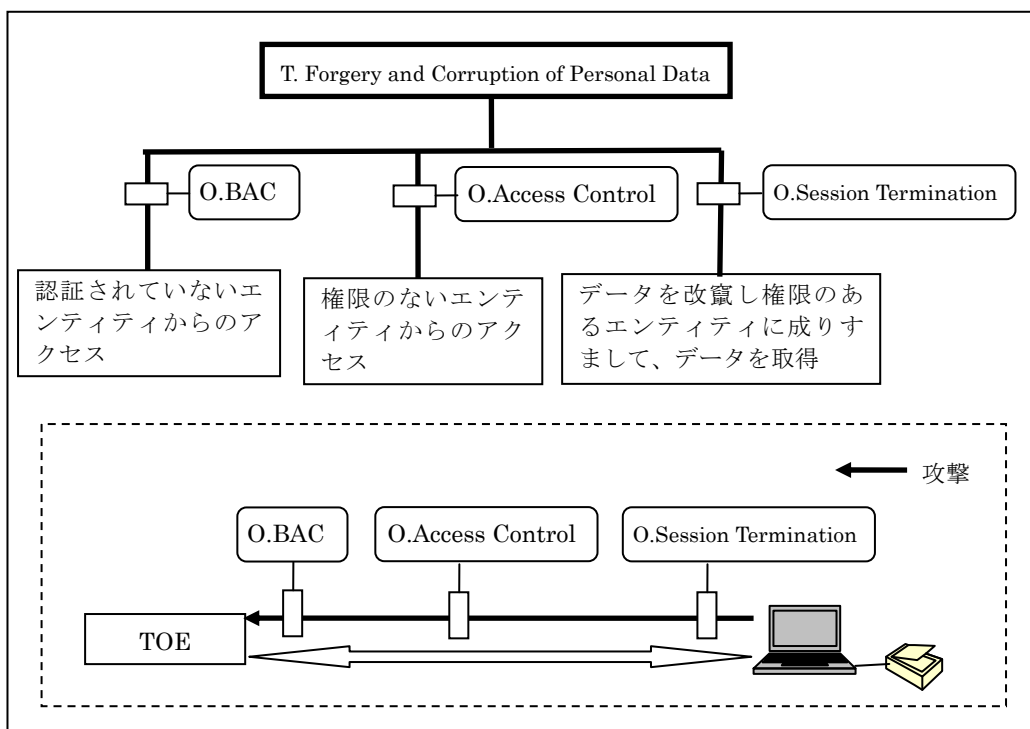 T. Forgery and Corruption of Personal Data
O.BAC
O.Access Control
O.Session Termination
認証されていないエ
ンティティからのア
クセス
権限のないエンテ
ィティからのアク
セス
データを改竄し権限のあ
るエンティティに成りす
まして、データを取得
攻撃
O.BAC
O.Access Control
O.Session Termination
TOE